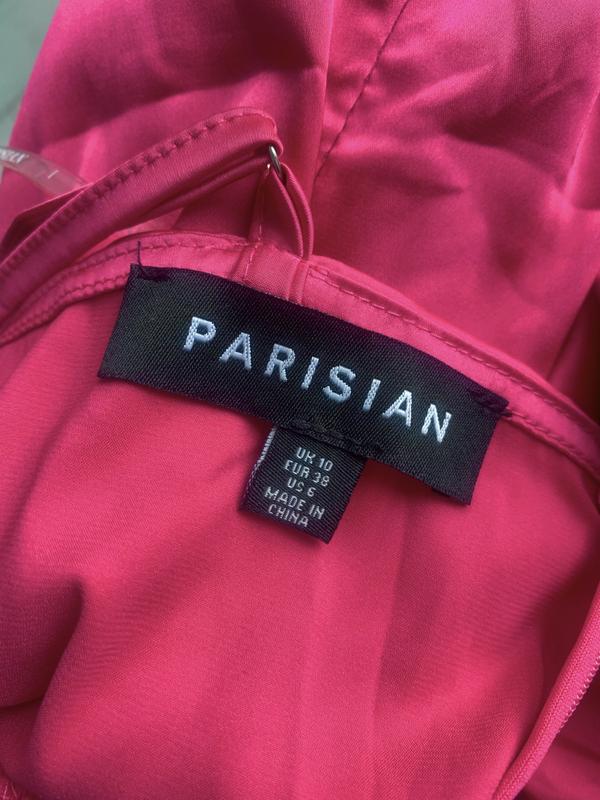 PARISIAN
UK 10
EUR 38
US 6
MADE IN
CHINA